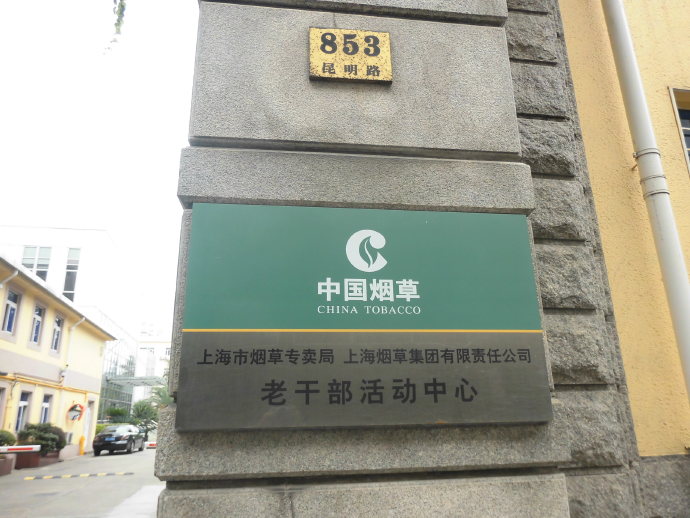 853
昆明路
中国烟草
CHINA TOBACCO
上海市烟草专卖局 上海烟草集团有限责任公司
老干部活动中心